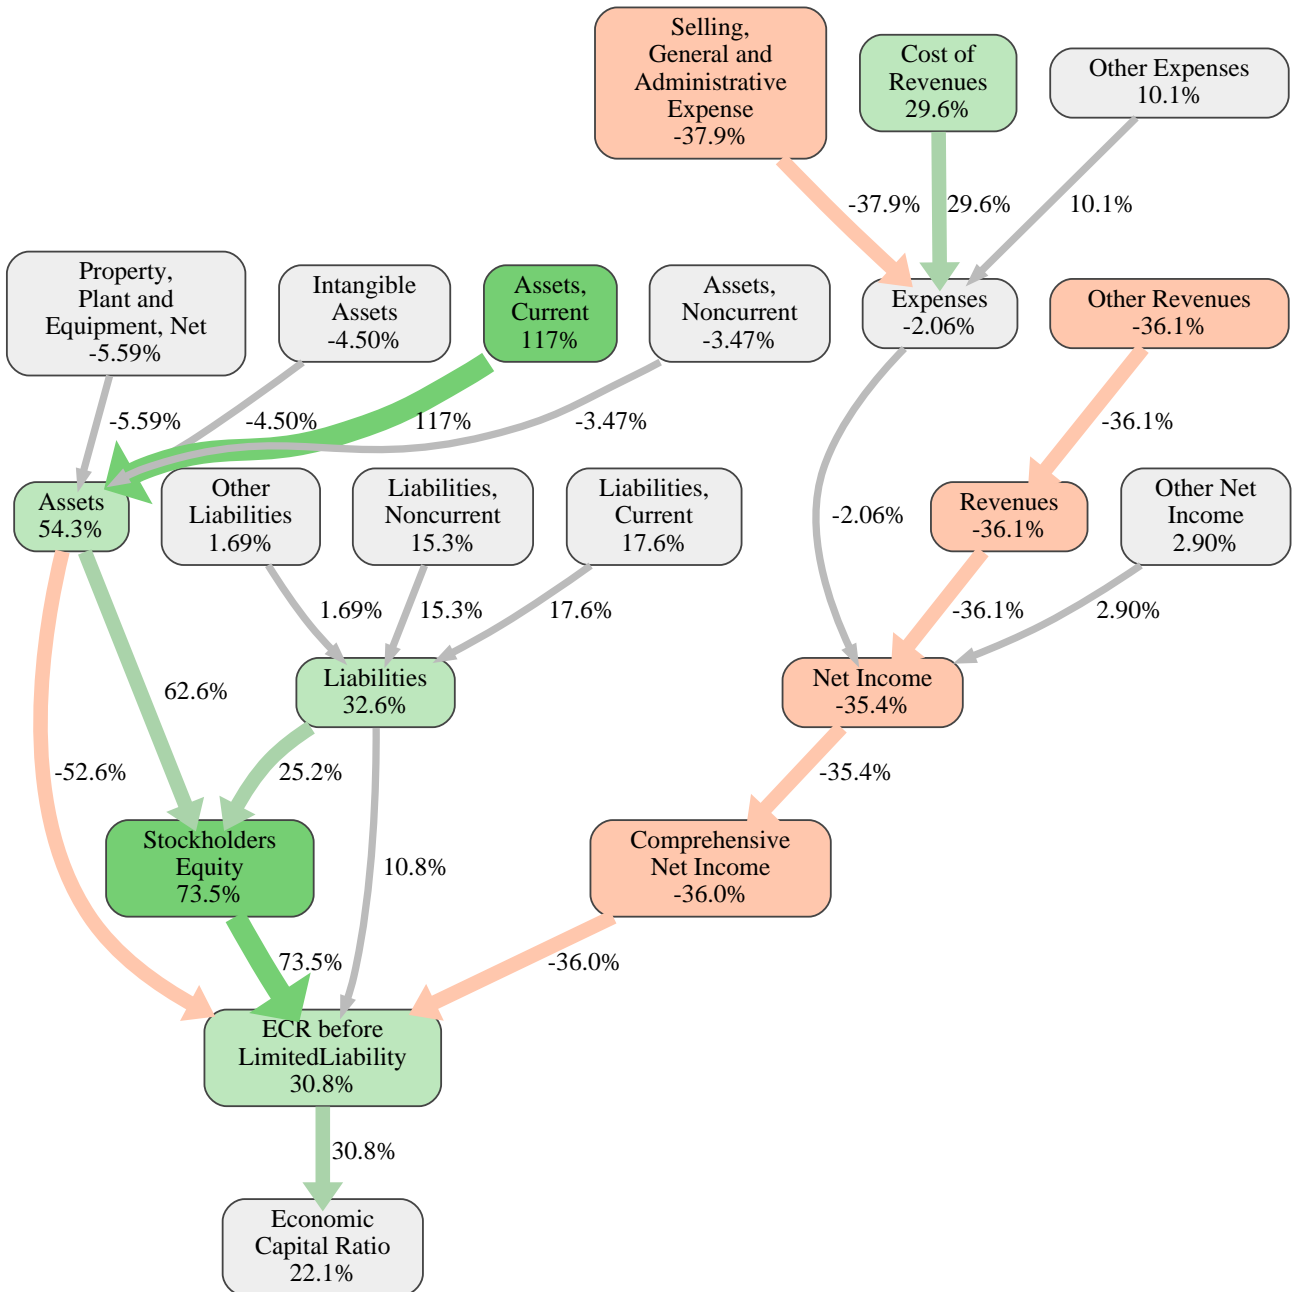 Selling,
General and
Administrative
Expense
-37.9%
Cost of
Revenues
29.6%
Other Expenses
10.1%
-37.9%
29.6%
10.1%
Property,
Plant and
Equipment, Net
-5.59%
Intangible
Assets
-4.50%
Assets,
Current
117%
Assets,
Noncurrent
-3.47%
Expenses
-2.06%
Other Revenues
-36.1%
-5.59%
-4.50%
117%
-3.47%
-36.1%
Assets
54.3%
Other
Liabilities
1.69%
Liabilities,
Noncurrent
15.3%
Liabilities,
Current
17.6%
-2.06%
Revenues
-36.1%
Other Net
Income
2.90%
1.69%
15.3%
17.6%
-36.1%
2.90%
62.6%
Liabilities
32.6%
Net Income
-35.4%
-52.6%
25.2%
-35.4%
Stockholders
Equity
73.5%
10.8%
Comprehensive
Net Income
-36.0%
73.5%
-36.0%
ECR before
LimitedLiability
30.8%
30.8%
Economic
Capital Ratio
22.1%